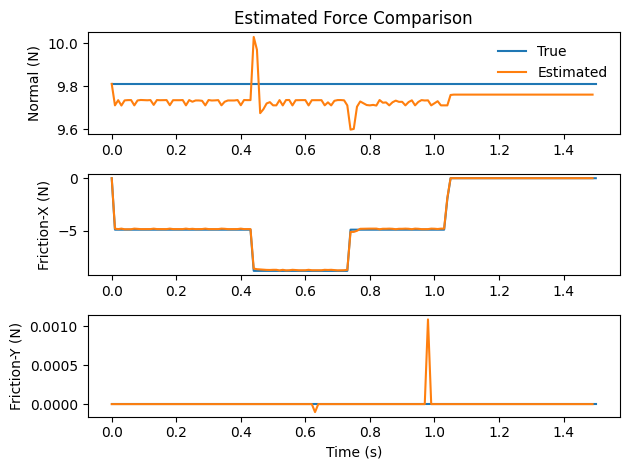 Estimated Force Comparison
Normal (N)
10.0
9.8
9.6
True
Estimated
0.0 0.2 0.4 0.6 0.8 1.0 1.2 1.4
Friction-X (N)
0
−5
0.0 0.2 0.4 0.6 0.8 1.0 1.2 1.4
Friction-Y (N)
0.0010
0.0005
0.0000
0.0 0.2 0.4 0.6 0.8 1.0 1.2 1.4
Time (s)